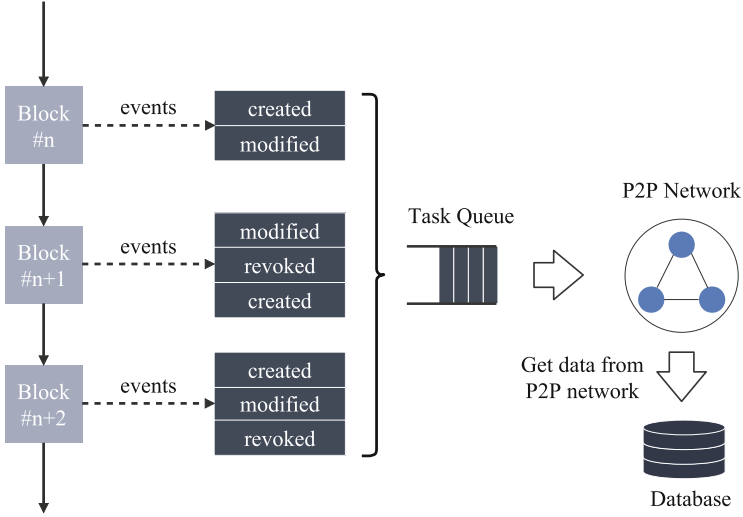 Block
#n
events
created
modified
Block
#n+1
events
modified
revoked
created
Block
#n+2
events
created
modified
revoked
Task Queue
P2P Network
Get data from
P2P network
Database